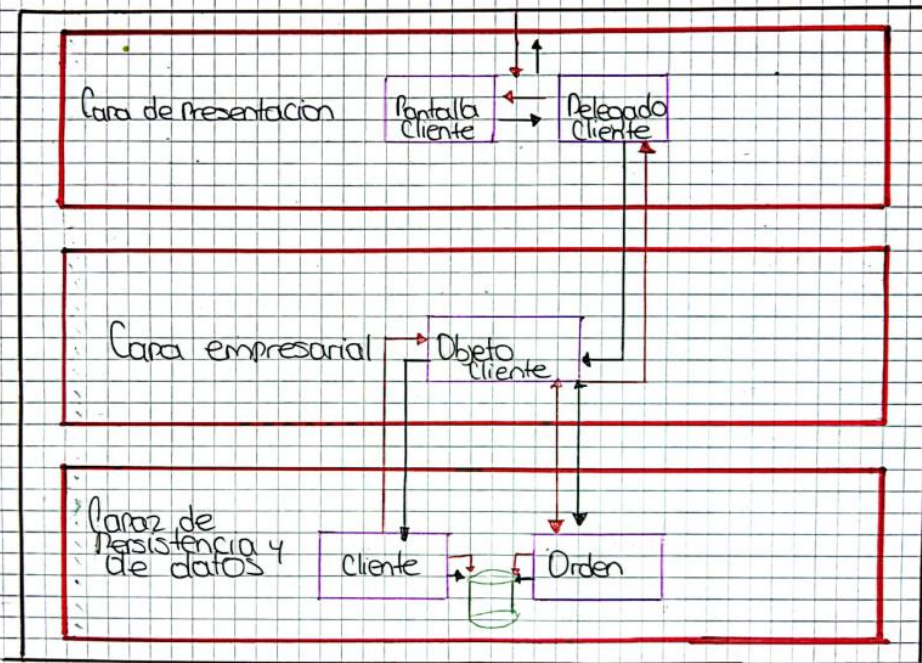 Capa de Presentacion
Pantalla
Cliente
Delegado
Cliente
Capa empresarial
Objeto
Cliente
Capaz de
Persistencia y
de datos
Cliente
Orden